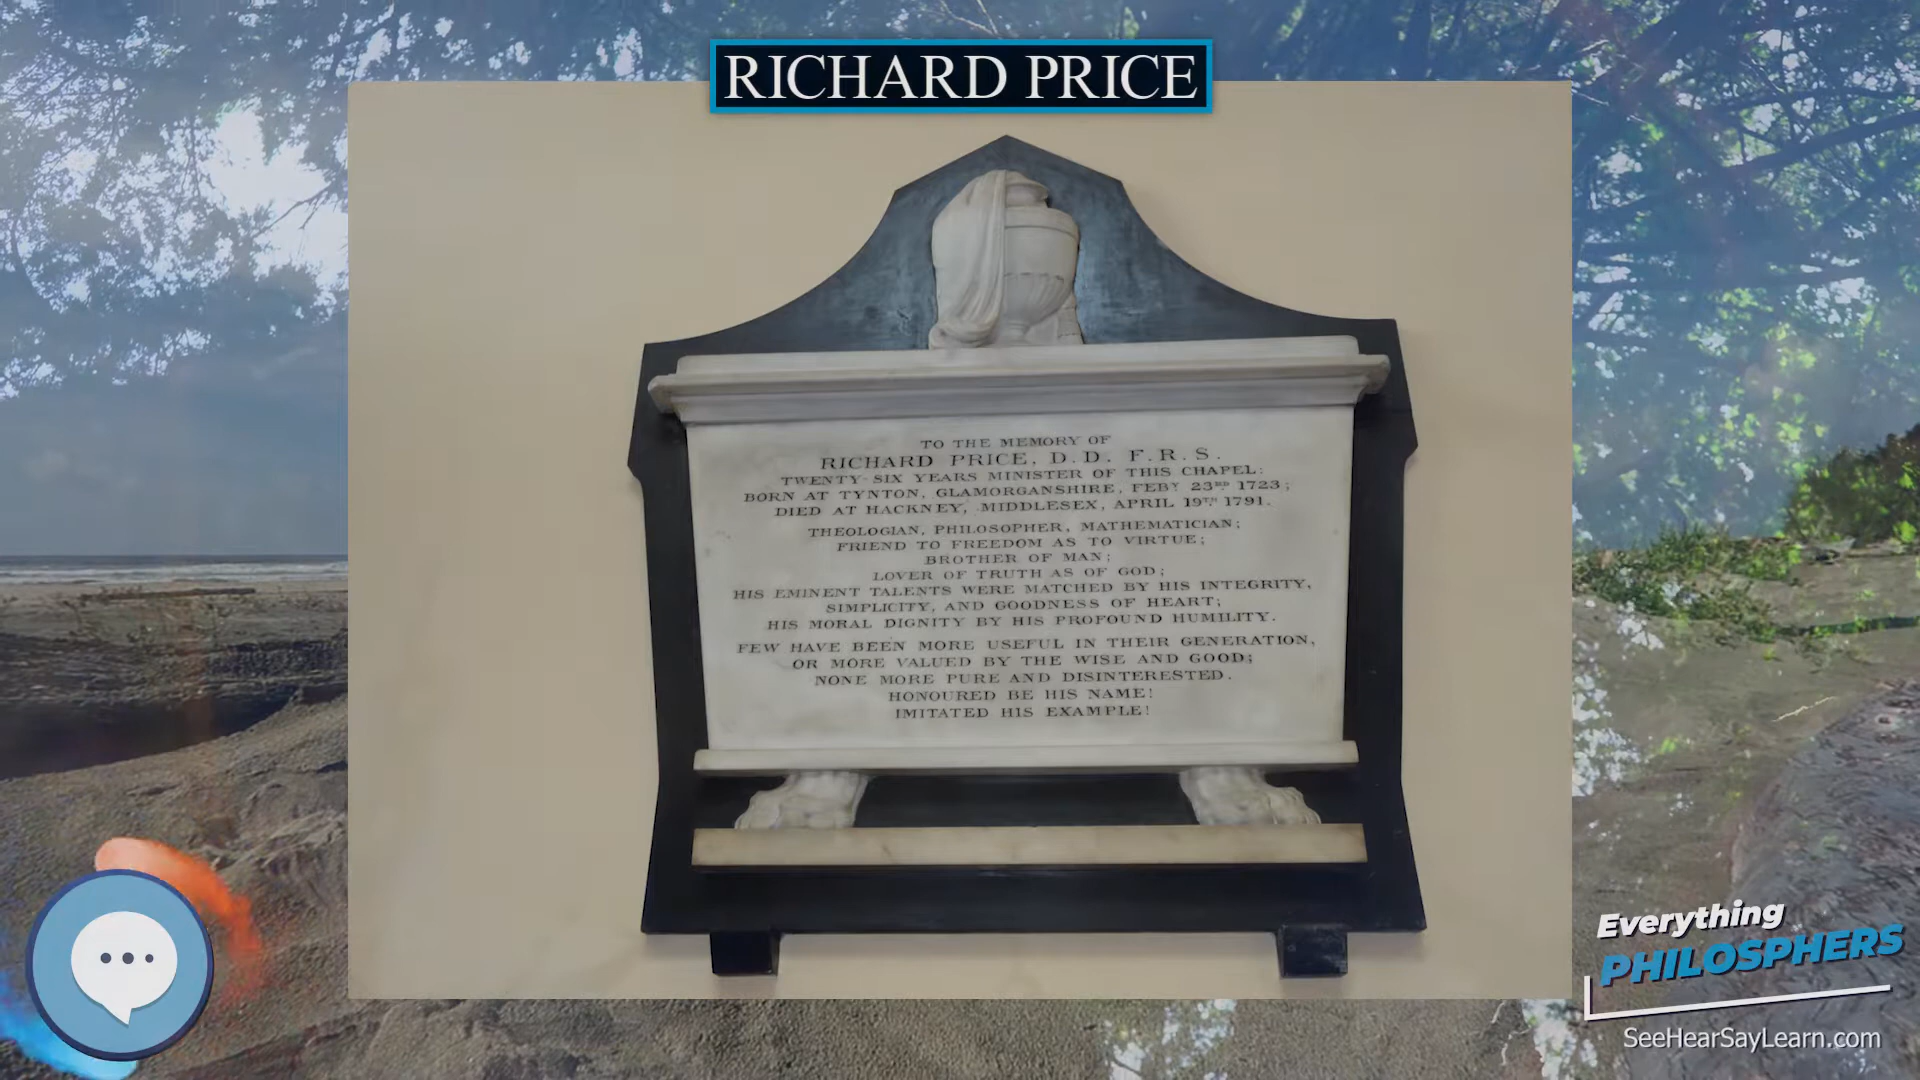 RICHARD PRICE
TO THE MEMORY OF
RICHARD PRICE, D.D. F.R.S.
TWENTY-SIX YEARS MINISTER OF THIS CHAPEL:
BORN AT TYNTON, GLAMORGANSHIRE, FEBY 23RD 1723;
DIED AT HACKNEY, MIDDLESEX, APRIL 19TH 1791.
THEOLOGIAN, PHILOSOPHER, MATHEMATICIAN;
FRIEND TO FREEDOM AS TO VIRTUE;
BROTHER OF MAN;
LOVER OF TRUTH AS OF GOD;
HIS EMINENT TALENTS WERE MATCHED BY HIS INTEGRITY,
SIMPLICITY, AND GOODNESS OF HEART;
HIS MORAL DIGNITY BY HIS PROFOUND HUMILITY.
FEW HAVE BEEN MORE USEFUL IN THEIR GENERATION,
OR MORE VALUED BY THE WISE AND GOOD;
NONE MORE PURE AND DISINTERESTED.
HONOURED BE HIS NAME!
IMITATED HIS EXAMPLE!
Everything
PHILOSPHERS
SeeHearSayLearn.com